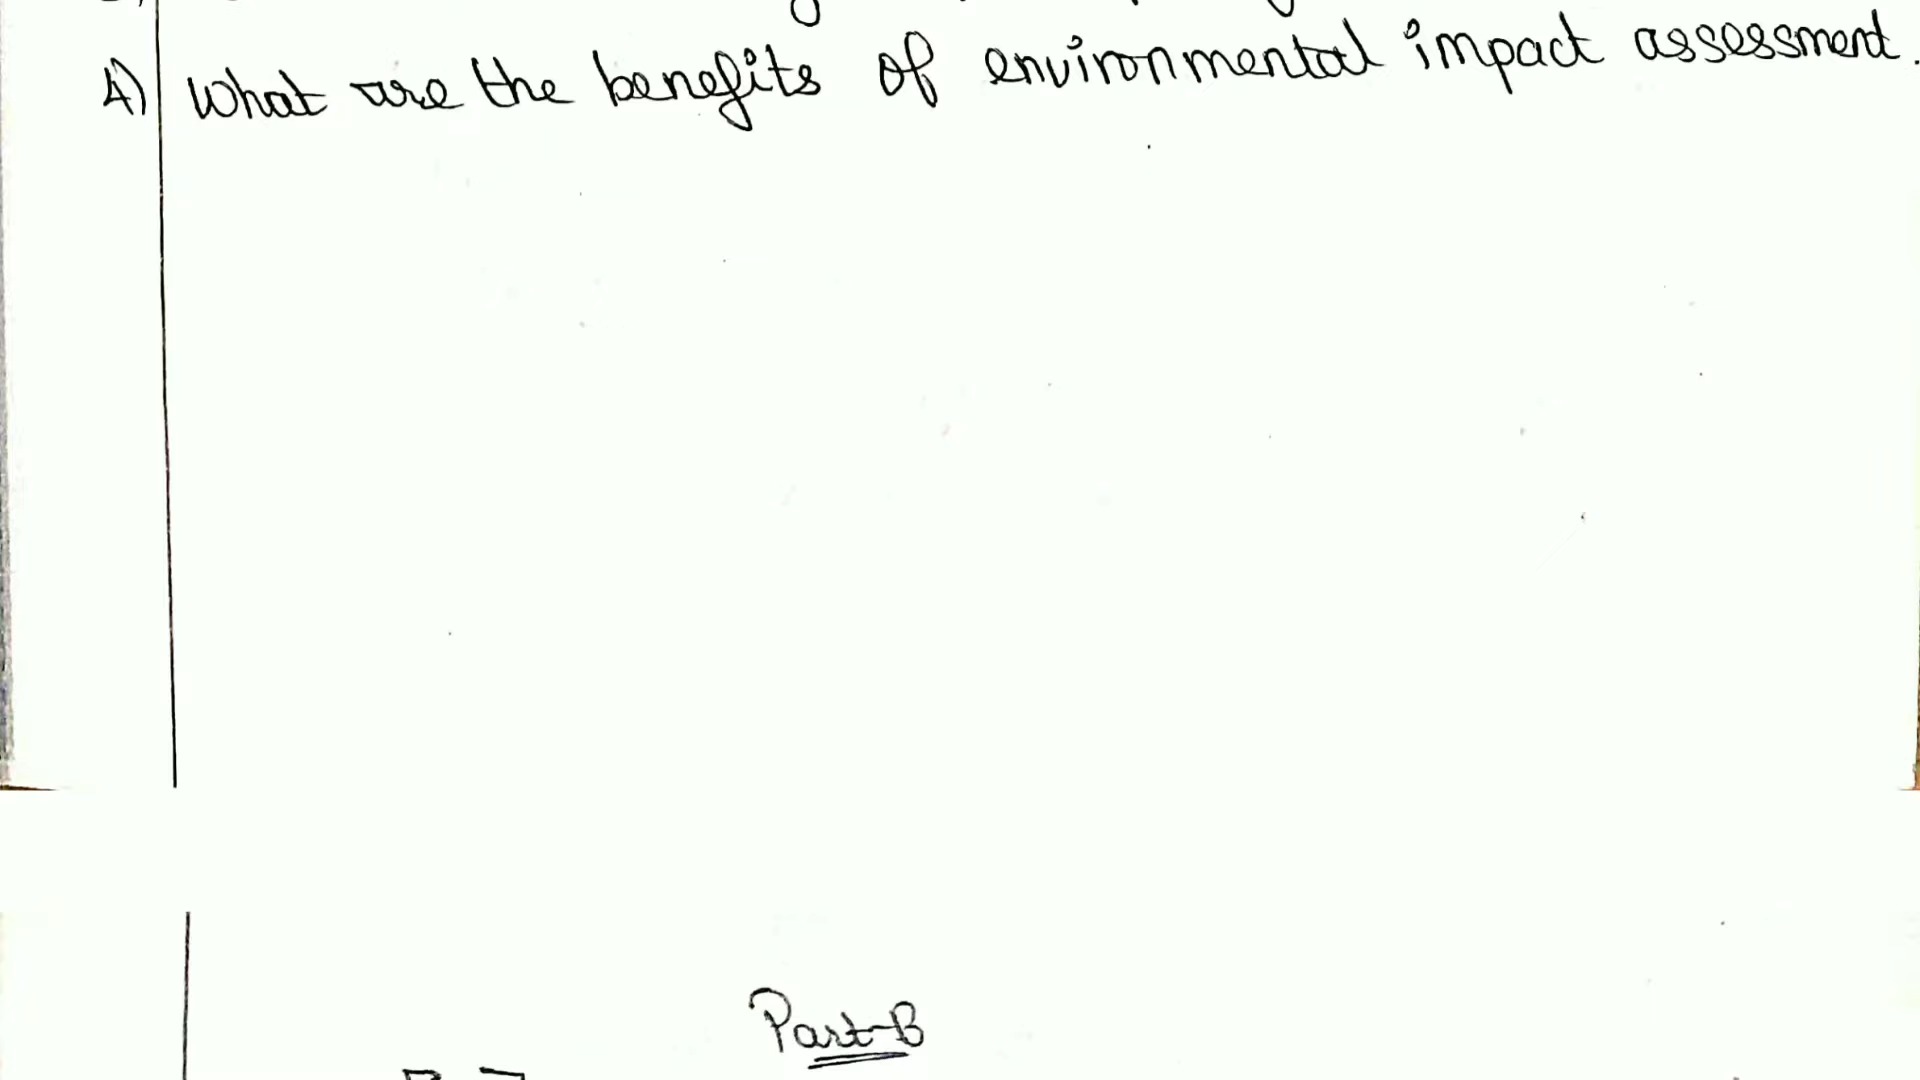 4) What are the benefits of environmental impact assessment.
Part-B